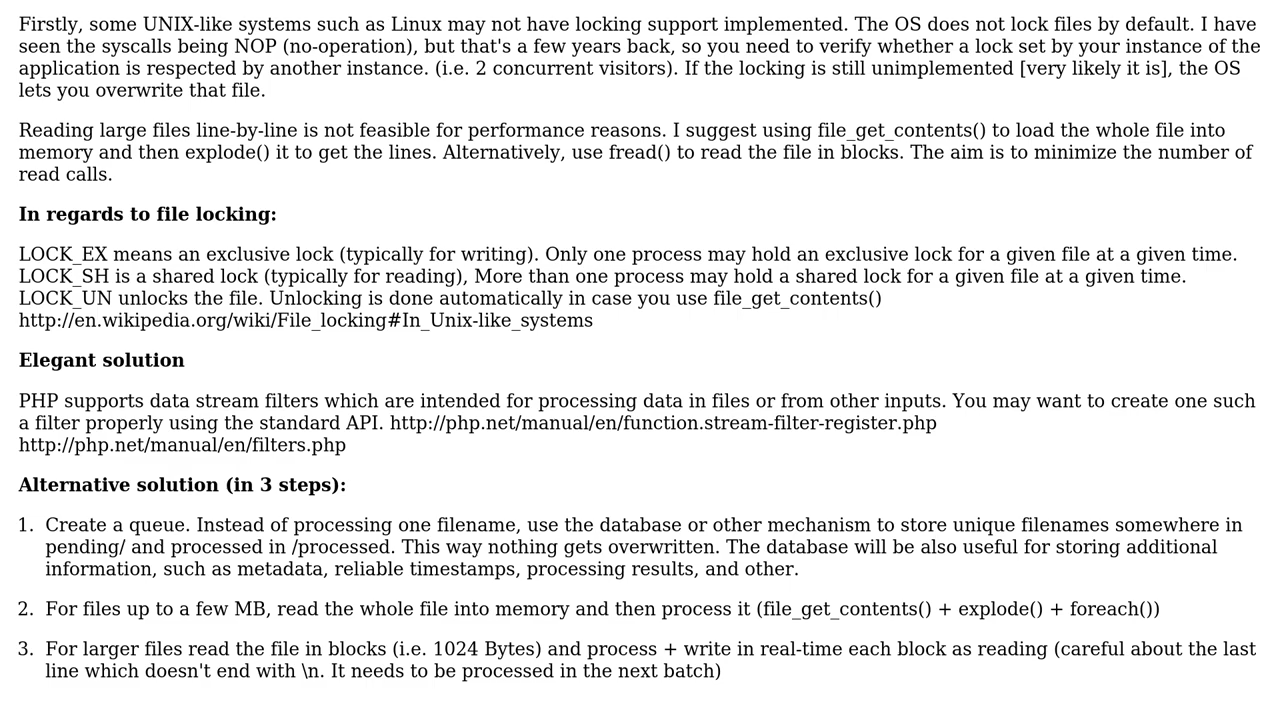 Firstly, some UNIX-like systems such as Linux may not have locking support implemented. The OS does not lock files by default. I have
seen the syscalls being NOP (no-operation), but that's a few years back, so you need to verify whether a lock set by your instance of the
application is respected by another instance. (i.e. 2 concurrent visitors). If the locking is still unimplemented [very likely it is], the OS
lets you overwrite that file.
Reading large files line-by-line is not feasible for performance reasons. I suggest using file_get_contents() to load the whole file into
memory and then explode() it to get the lines. Alternatively, use fread() to read the file in blocks. The aim is to minimize the number of
read calls.
In regards to file locking:
LOCK_EX means an exclusive lock (typically for writing). Only one process may hold an exclusive lock for a given file at a given time.
LOCK_SH is a shared lock (typically for reading), More than one process may hold a shared lock for a given file at a given time.
LOCK_UN unlocks the file. Unlocking is done automatically in case you use file_get_contents()
http://en.wikipedia.org/wiki/File_locking#In_Unix-like_systems
Elegant solution
PHP supports data stream filters which are intended for processing data in files or from other inputs. You may want to create one such
a filter properly using the standard API. http://php.net/manual/en/function.stream-filter-register.php
http://php.net/manual/en/filters.php
Alternative solution (in 3 steps):
1. Create a queue. Instead of processing one filename, use the database or other mechanism to store unique filenames somewhere in
pending/ and processed in /processed. This way nothing gets overwritten. The database will be also useful for storing additional
information, such as metadata, reliable timestamps, processing results, and other.
2. For files up to a few MB, read the whole file into memory and then process it (file_get_contents() + explode() + foreach())
3. For larger files read the file in blocks (i.e. 1024 Bytes) and process + write in real-time each block as reading (careful about the last
line which doesn't end with \n. It needs to be processed in the next batch)